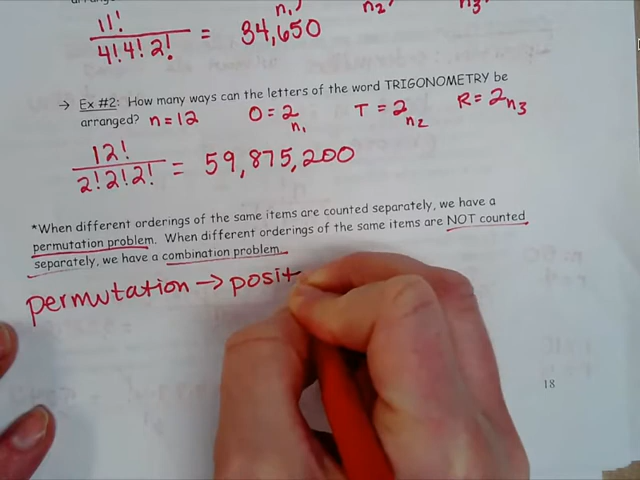 11!
n₁ n₂ n₃
4!4!2! = 34,650
→ Ex #2: How many ways can the letters of the word TRIGONOMETRY be
arranged? n=12 O=2 n₁ T=2 n₂ R=2 n₃
12!
2!2!2! = 59,875,200
*When different orderings of the same items are counted separately, we have a
permutation problem. When different orderings of the same items are NOT counted
separately, we have a combination problem.
permutation → posit
18